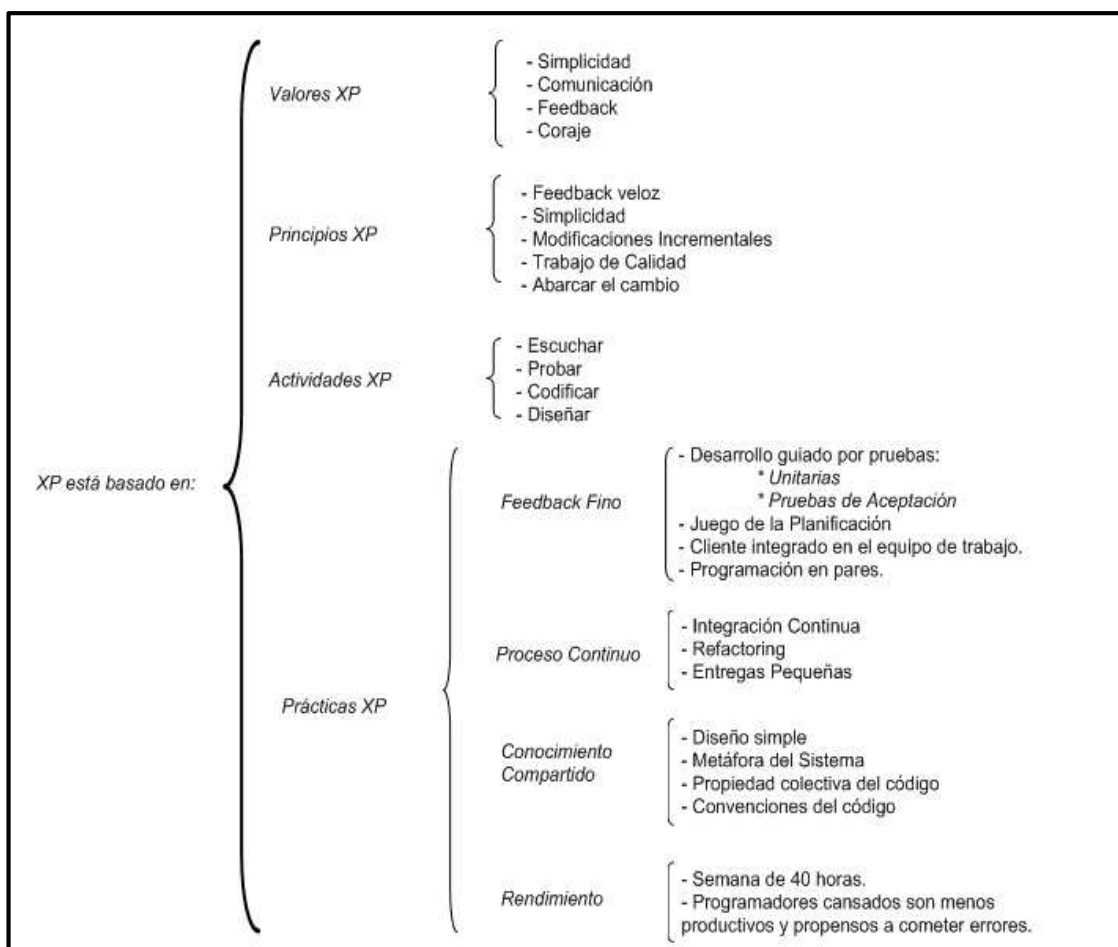 XP está basado en:
Valores XP
- Simplicidad
- Comunicación
- Feedback
- Coraje
Principios XP
- Feedback veloz
- Simplicidad
- Modificaciones Incrementales
- Trabajo de Calidad
- Abarcar el cambio
Actividades XP
- Escuchar
- Probar
- Codificar
- Diseñar
Prácticas XP
Feedback Fino
- Desarrollo guiado por pruebas:
* Unitarias
* Pruebas de Aceptación
- Juego de la Planificación
- Cliente integrado en el equipo de trabajo.
- Programación en pares.
Proceso Continuo
- Integración Continua
- Refactoring
- Entregas Pequeñas
Conocimiento
Compartido
- Diseño simple
- Metáfora del Sistema
- Propiedad colectiva del código
- Convenciones del código
Rendimiento
- Semana de 40 horas.
- Programadores cansados son menos
productivos y propensos a cometer errores.